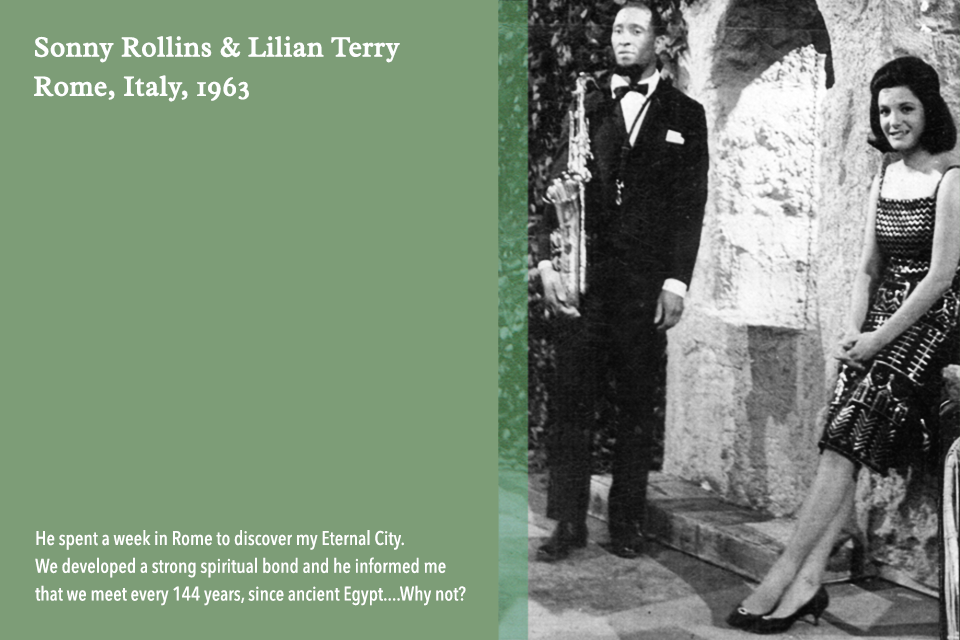 Sonny Rollins & Lilian Terry
Rome, Italy, 1963
He spent a week in Rome to discover my Eternal City.
We developed a strong spiritual bond and he informed me
that we meet every 144 years, since ancient Egypt....Why not?